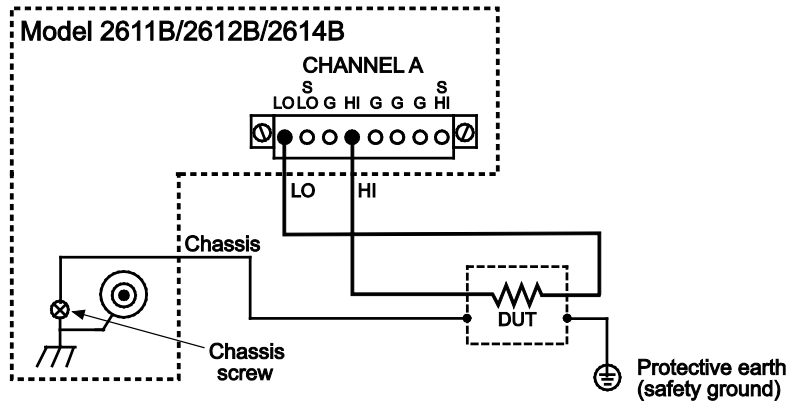 Model 2611B/2612B/2614B
CHANNEL A
S S
LO LO G HI G G G HI
LO HI
Chassis
DUT
Chassis
screw
Protective earth
(safety ground)